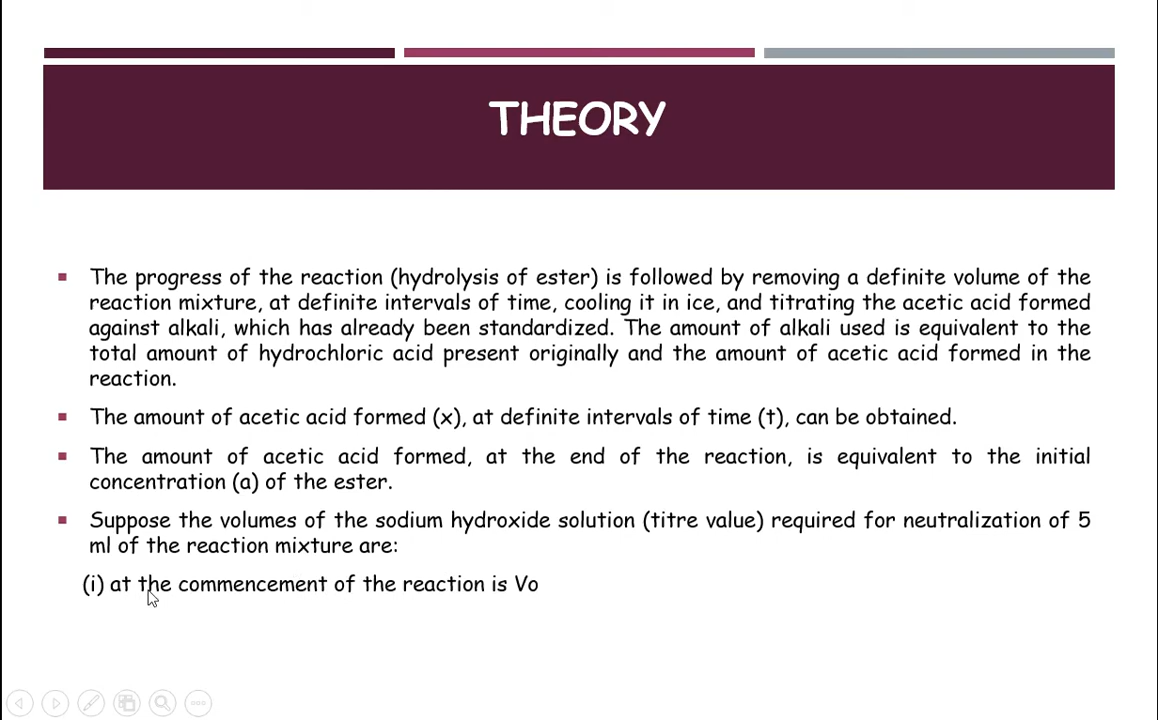 THEORY
The progress of the reaction (hydrolysis of ester) is followed by removing a definite volume of the
reaction mixture, at definite intervals of time, cooling it in ice, and titrating the acetic acid formed
against alkali, which has already been standardized. The amount of alkali used is equivalent to the
total amount of hydrochloric acid present originally and the amount of acetic acid formed in the
reaction.
The amount of acetic acid formed (x), at definite intervals of time (t), can be obtained.
The amount of acetic acid formed, at the end of the reaction, is equivalent to the initial
concentration (a) of the ester.
Suppose the volumes of the sodium hydroxide solution (titre value) required for neutralization of 5
ml of the reaction mixture are:
(i) at the commencement of the reaction is Vo